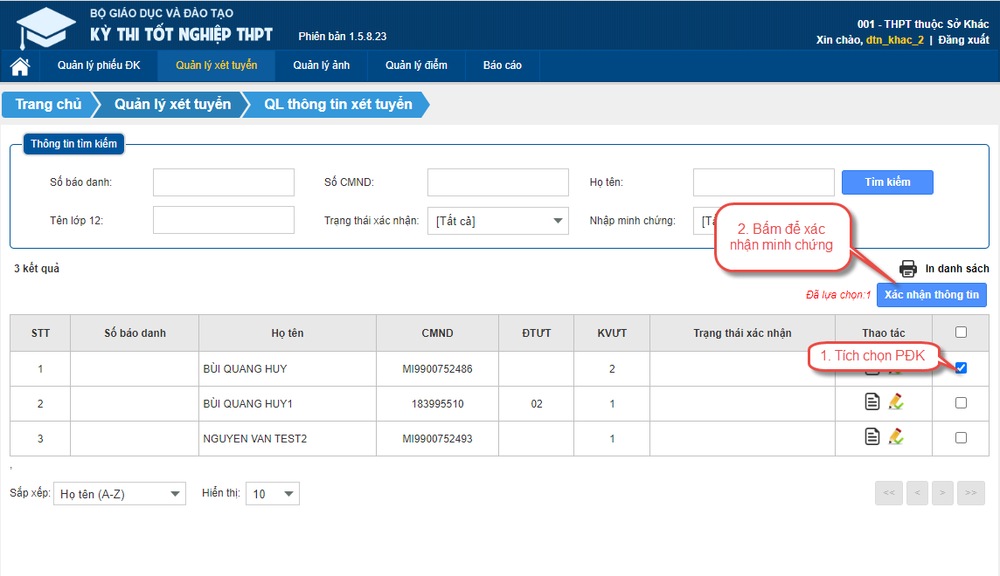 BỘ GIÁO DỤC VÀ ĐÀO TẠO
KỲ THI TỐT NGHIỆP THPT
Phiên bản 1.5.8.23
001 - THPT thuộc Sở Khác
Xin chào, dtn_khac_2 | Đăng xuất
Quản lý phiếu ĐK Quản lý xét tuyển Quản lý ảnh Quản lý điểm Báo cáo
Trang chủ Quản lý xét tuyển QL thông tin xét tuyển
Thông tin tìm kiếm
Số báo danh: Số CMND: Họ tên: Tìm kiếm
Tên lớp 12: Trạng thái xác nhận: [Tất cả] Nhập minh chứng:
2. Bấm để xác
nhận minh chứng
3 kết quả In danh sách
Đã lựa chọn:1 Xác nhận thông tin
STT Số báo danh Họ tên CMND ĐTƯT KVƯT Trạng thái xác nhận Thao tác
1. Tích chọn PĐK
1 BÙI QUANG HUY MI9900752486 2
2 BÙI QUANG HUY1 183995510 02 1
3 NGUYEN VAN TEST2 MI9900752493 1
,
Sắp xếp: Họ tên (A-Z) Hiển thị: 10 << < > >>